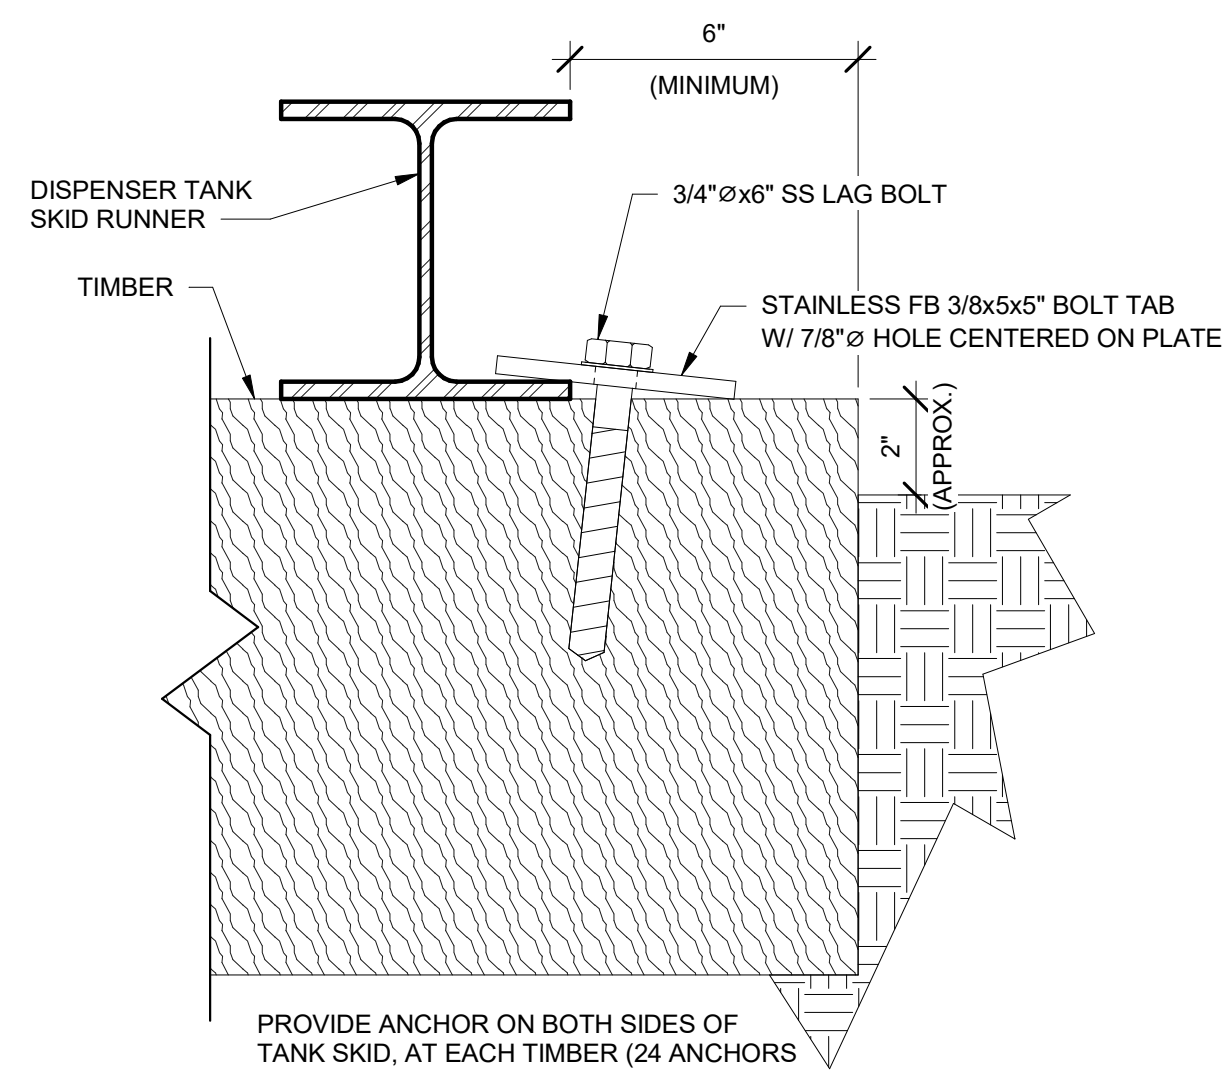 6"
(MINIMUM)
DISPENSER TANK
SKID RUNNER
3/4"⌀x6" SS LAG BOLT
TIMBER
STAINLESS FB 3/8x5x5" BOLT TAB
W/ 7/8"⌀ HOLE CENTERED ON PLATE
2"
(APPROX.)
PROVIDE ANCHOR ON BOTH SIDES OF
TANK SKID, AT EACH TIMBER (24 ANCHORS